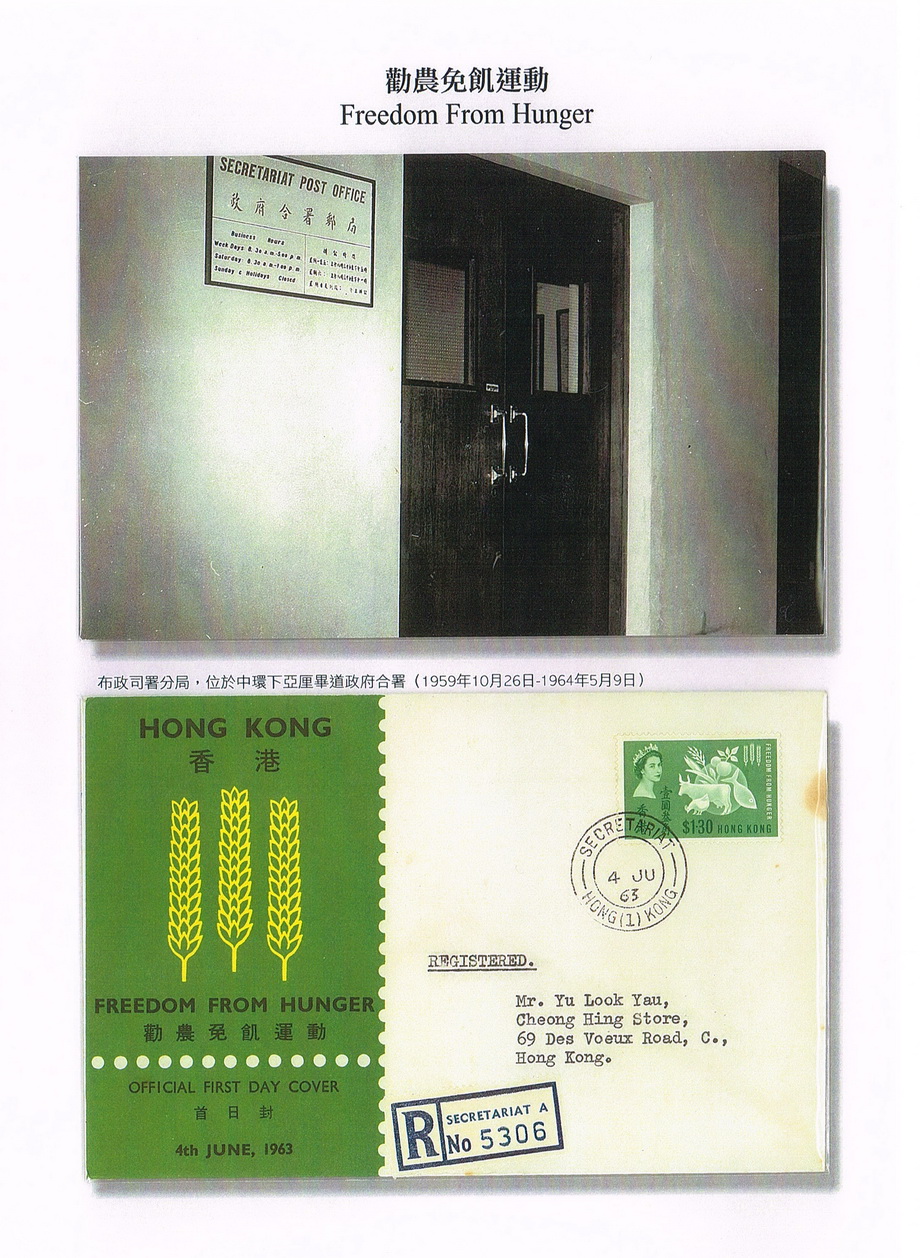 勸農免飢運動
Freedom From Hunger
SECRETARIAT POST OFFICE
政府合署郵局
Business Hours
Week Days 8.30 a.m.-5.00 p.m.
Saturday 8.30 a.m.-1.00 p.m.
Sunday & Holidays Closed
辦公時間
布政司署分局，位於中環下亞厘畢道政府合署（1959年10月26日-1964年5月9日）
HONG KONG
香港
FREEDOM FROM HUNGER
勸農免飢運動
OFFICIAL FIRST DAY COVER
首日封
4th JUNE, 1963
FREEDOM FROM HUNGER
香港
$1·30 HONG KONG
SECRETARIAT
4 JU
63
HONG (1) KONG
REGISTERED.
Mr. Yu Look Yau,
Cheong Hing Store,
69 Des Voeux Road, C.,
Hong Kong.
R
SECRETARIAT A
No 5306